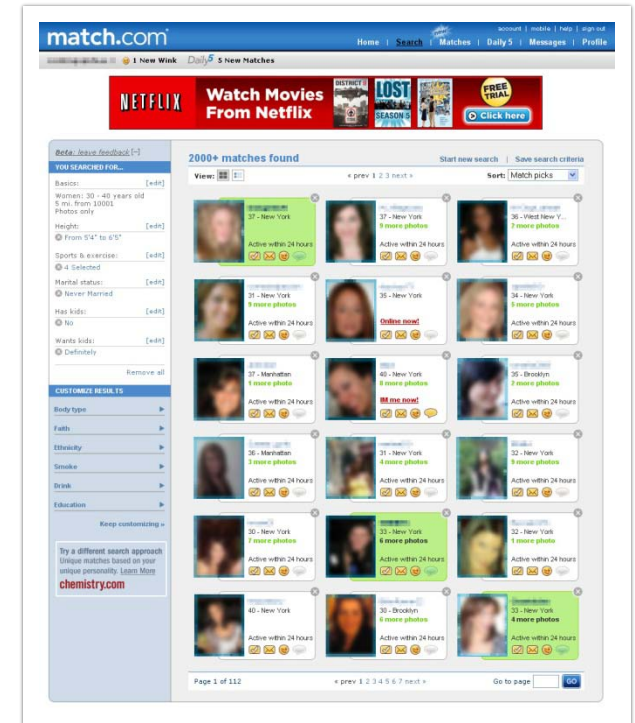 match.com
account | mobile | help | sign out
Home | Search | Matches | Daily 5 | Messages | Profile
1 New Wink Daily5 5 New Matches
NETFLIX
Watch Movies
From Netflix
DISTRICT 9
LOST
SEASON 5
FREE
TRIAL
Click here
Beta: leave feedback [-]
YOU SEARCHED FOR...
Basics: [edit]
Women: 30 - 40 years old
5 mi. from 10001
Photos only
Height: [edit]
From 5'4" to 6'5"
Sports & exercise: [edit]
4 Selected
Marital status: [edit]
Never Married
Has kids: [edit]
No
Wants kids: [edit]
Definitely
Remove all
CUSTOMIZE RESULTS
Body type
Faith
Ethnicity
Smoke
Drink
Education
Keep customizing »
Try a different search approach
Unique matches based on your
unique personality. Learn More
chemistry.com
2000+ matches found
Start new search | Save search criteria
View:
« prev 1 2 3 next »
Sort: Match picks
37 - New York
Active within 24 hours
37 - New York
9 more photos
Active within 24 hours
36 - West New Y...
2 more photos
Active within 24 hours
31 - New York
9 more photos
Active within 24 hours
35 - New York
Online now!
34 - New York
5 more photos
Active within 24 hours
37 - Manhattan
1 more photo
Active within 24 hours
40 - New York
8 more photos
IM me now!
35 - Brooklyn
2 more photos
Active within 24 hours
36 - Manhattan
3 more photos
Active within 24 hours
31 - New York
4 more photos
Active within 24 hours
32 - New York
9 more photos
Active within 24 hours
30 - New York
7 more photos
Active within 24 hours
33 - New York
6 more photos
Active within 24 hours
32 - New York
1 more photo
Active within 24 hours
40 - New York
Active within 24 hours
38 - Brooklyn
6 more photos
Active within 24 hours
33 - New York
4 more photos
Active within 24 hours
Page 1 of 112
« prev 1 2 3 4 5 6 7 next »
Go to page GO